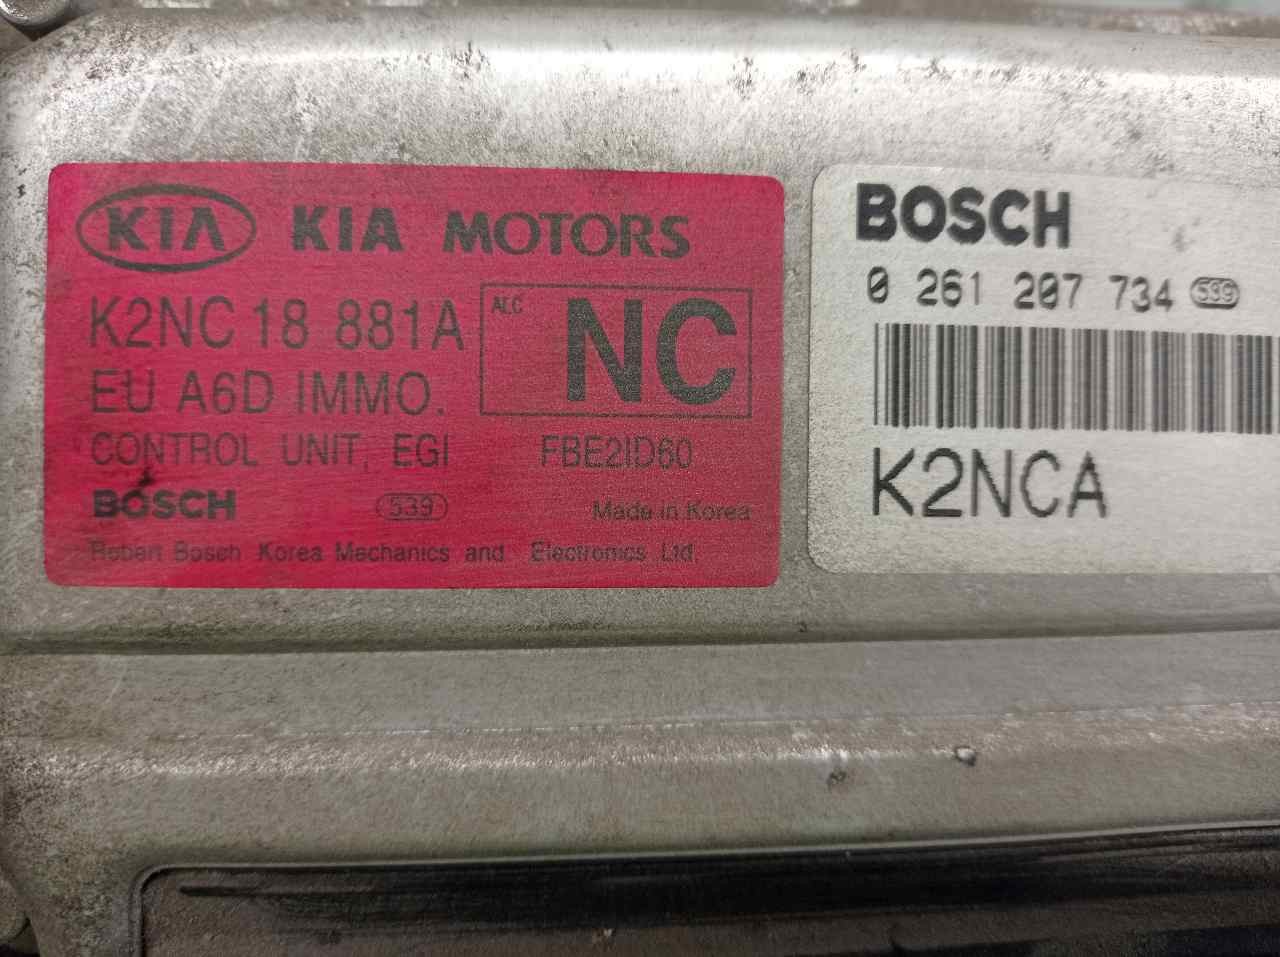 KIA KIA MOTORS
K2NC 18 881A
ALC NC
EU A6D IMMO.
CONTROL UNIT, EGI FBE2ID60
BOSCH 539 Made in Korea
Robert Bosch Korea Mechanics and Electronics Ltd.
BOSCH
0 261 207 734 539
K2NCA